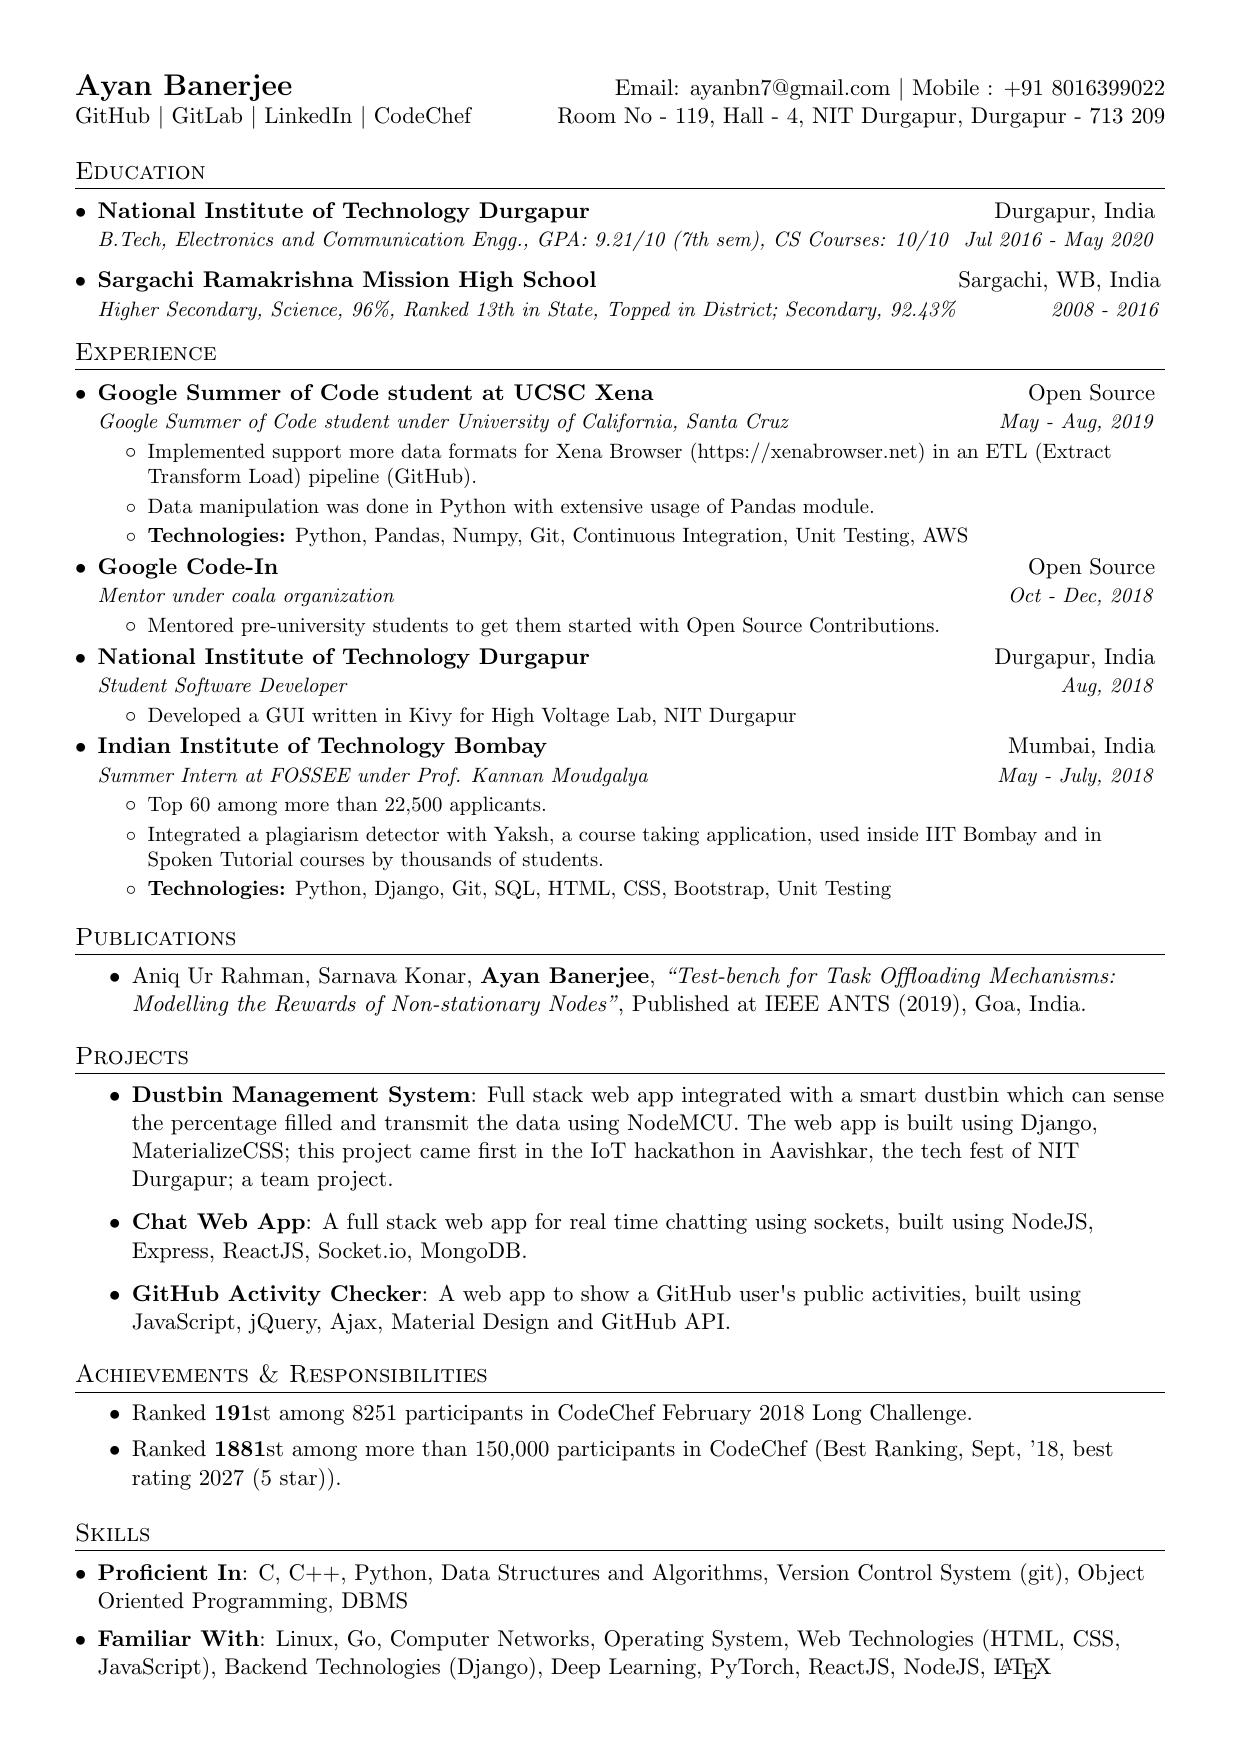 Ayan Banerjee
Email: ayanbn7@gmail.com | Mobile : +91 8016399022
GitHub | GitLab | LinkedIn | CodeChef
Room No - 119, Hall - 4, NIT Durgapur, Durgapur - 713 209
Education
• National Institute of Technology Durgapur Durgapur, India
B.Tech, Electronics and Communication Engg., GPA: 9.21/10 (7th sem), CS Courses: 10/10 Jul 2016 - May 2020
• Sargachi Ramakrishna Mission High School Sargachi, WB, India
Higher Secondary, Science, 96%, Ranked 13th in State, Topped in District; Secondary, 92.43% 2008 - 2016
Experience
• Google Summer of Code student at UCSC Xena Open Source
Google Summer of Code student under University of California, Santa Cruz May - Aug, 2019
◦ Implemented support more data formats for Xena Browser (https://xenabrowser.net) in an ETL (Extract
Transform Load) pipeline (GitHub).
◦ Data manipulation was done in Python with extensive usage of Pandas module.
◦ Technologies: Python, Pandas, Numpy, Git, Continuous Integration, Unit Testing, AWS
• Google Code-In Open Source
Mentor under coala organization Oct - Dec, 2018
◦ Mentored pre-university students to get them started with Open Source Contributions.
• National Institute of Technology Durgapur Durgapur, India
Student Software Developer Aug, 2018
◦ Developed a GUI written in Kivy for High Voltage Lab, NIT Durgapur
• Indian Institute of Technology Bombay Mumbai, India
Summer Intern at FOSSEE under Prof. Kannan Moudgalya May - July, 2018
◦ Top 60 among more than 22,500 applicants.
◦ Integrated a plagiarism detector with Yaksh, a course taking application, used inside IIT Bombay and in
Spoken Tutorial courses by thousands of students.
◦ Technologies: Python, Django, Git, SQL, HTML, CSS, Bootstrap, Unit Testing
Publications
• Aniq Ur Rahman, Sarnava Konar, Ayan Banerjee, “Test-bench for Task Offloading Mechanisms:
Modelling the Rewards of Non-stationary Nodes”, Published at IEEE ANTS (2019), Goa, India.
Projects
• Dustbin Management System: Full stack web app integrated with a smart dustbin which can sense
the percentage filled and transmit the data using NodeMCU. The web app is built using Django,
MaterializeCSS; this project came first in the IoT hackathon in Aavishkar, the tech fest of NIT
Durgapur; a team project.
• Chat Web App: A full stack web app for real time chatting using sockets, built using NodeJS,
Express, ReactJS, Socket.io, MongoDB.
• GitHub Activity Checker: A web app to show a GitHub user's public activities, built using
JavaScript, jQuery, Ajax, Material Design and GitHub API.
Achievements & Responsibilities
• Ranked 191st among 8251 participants in CodeChef February 2018 Long Challenge.
• Ranked 1881st among more than 150,000 participants in CodeChef (Best Ranking, Sept, ’18, best
rating 2027 (5 star)).
Skills
• Proficient In: C, C++, Python, Data Structures and Algorithms, Version Control System (git), Object
Oriented Programming, DBMS
• Familiar With: Linux, Go, Computer Networks, Operating System, Web Technologies (HTML, CSS,
JavaScript), Backend Technologies (Django), Deep Learning, PyTorch, ReactJS, NodeJS, LATEX